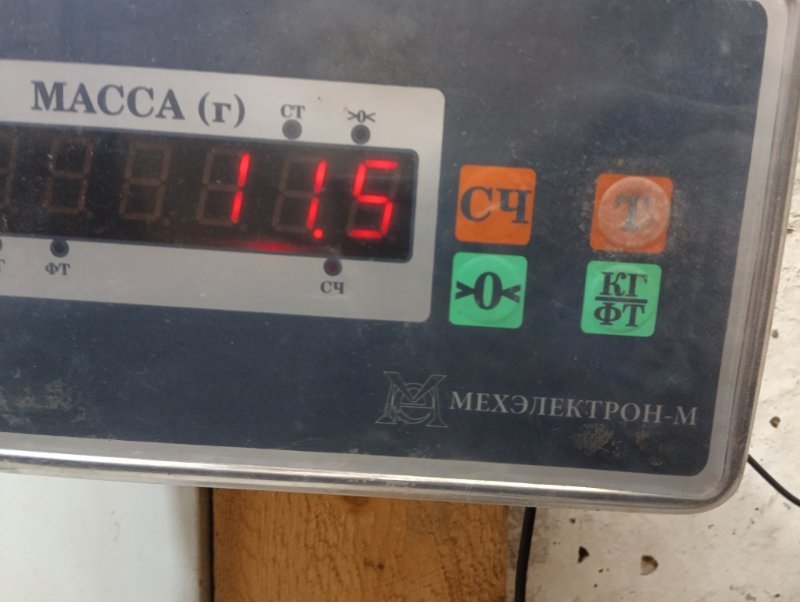 МАССА (г)
СТ
>0<
11.5
ФТ
СЧ
СЧ
Т
>0<
КГ
ФТ
МЕХЭЛЕКТРОН-М